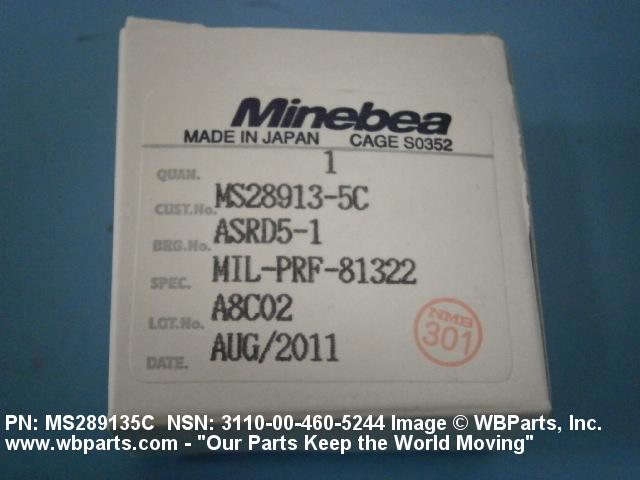 Minebea
MADE IN JAPAN CAGE S0352
QUAN. 1
CUST.No. MS28913-5C
BRG.No. ASRD5-1
SPEC. MIL-PRF-81322
LOT.No. A8C02
DATE. AUG/2011
NMB
301
PN: MS289135C NSN: 3110-00-460-5244 Image © WBParts, Inc.
www.wbparts.com - "Our Parts Keep the World Moving"